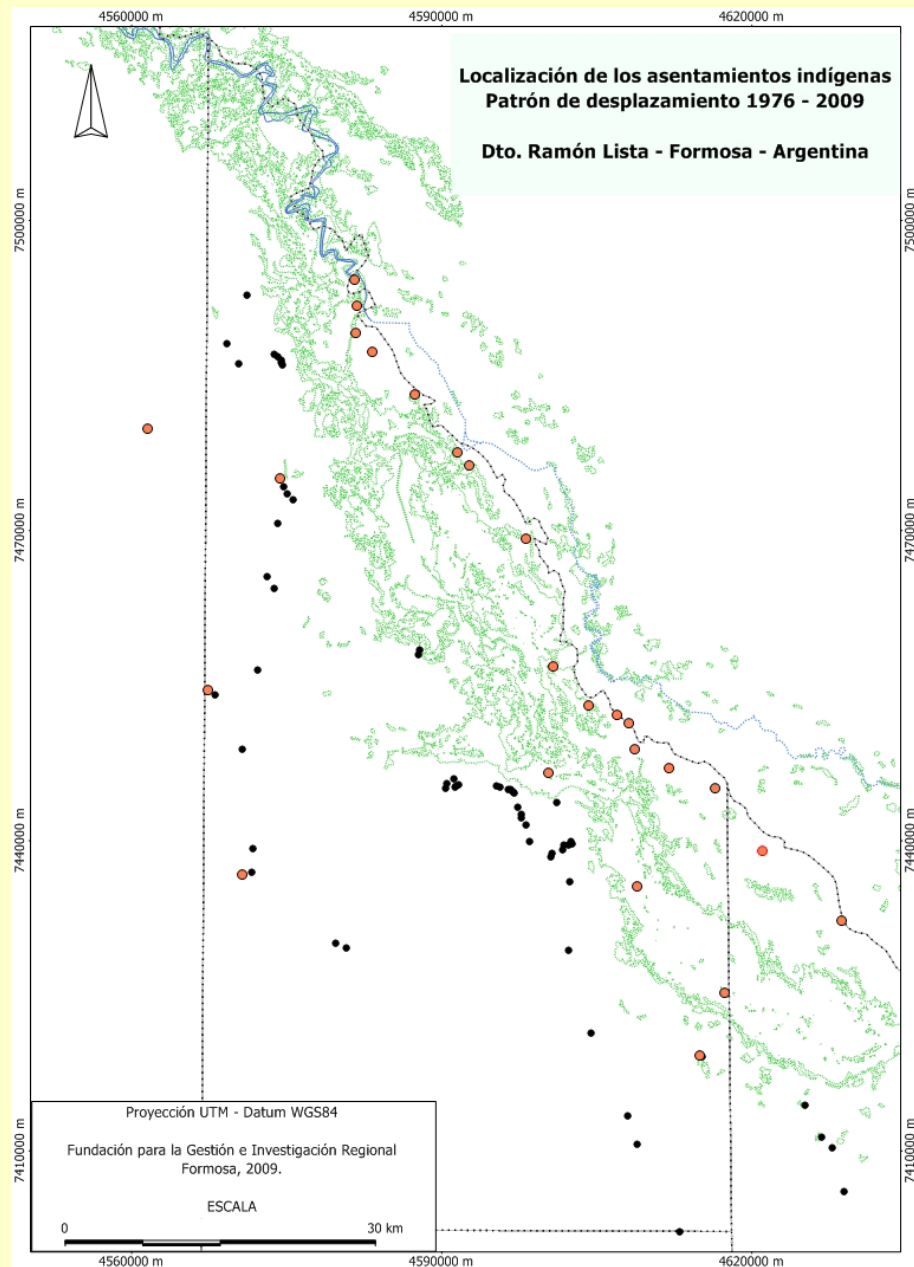 4560000 m
4590000 m
4620000 m
Localización de los asentamientos indígenas
Patrón de desplazamiento 1976 - 2009
Dto. Ramón Lista - Formosa - Argentina
7500000 m
7500000 m
7470000 m
7470000 m
7440000 m
7440000 m
7410000 m
7410000 m
Proyección UTM - Datum WGS84
Fundación para la Gestión e Investigación Regional
Formosa, 2009.
ESCALA
0
30 km
4560000 m
4590000 m
4620000 m